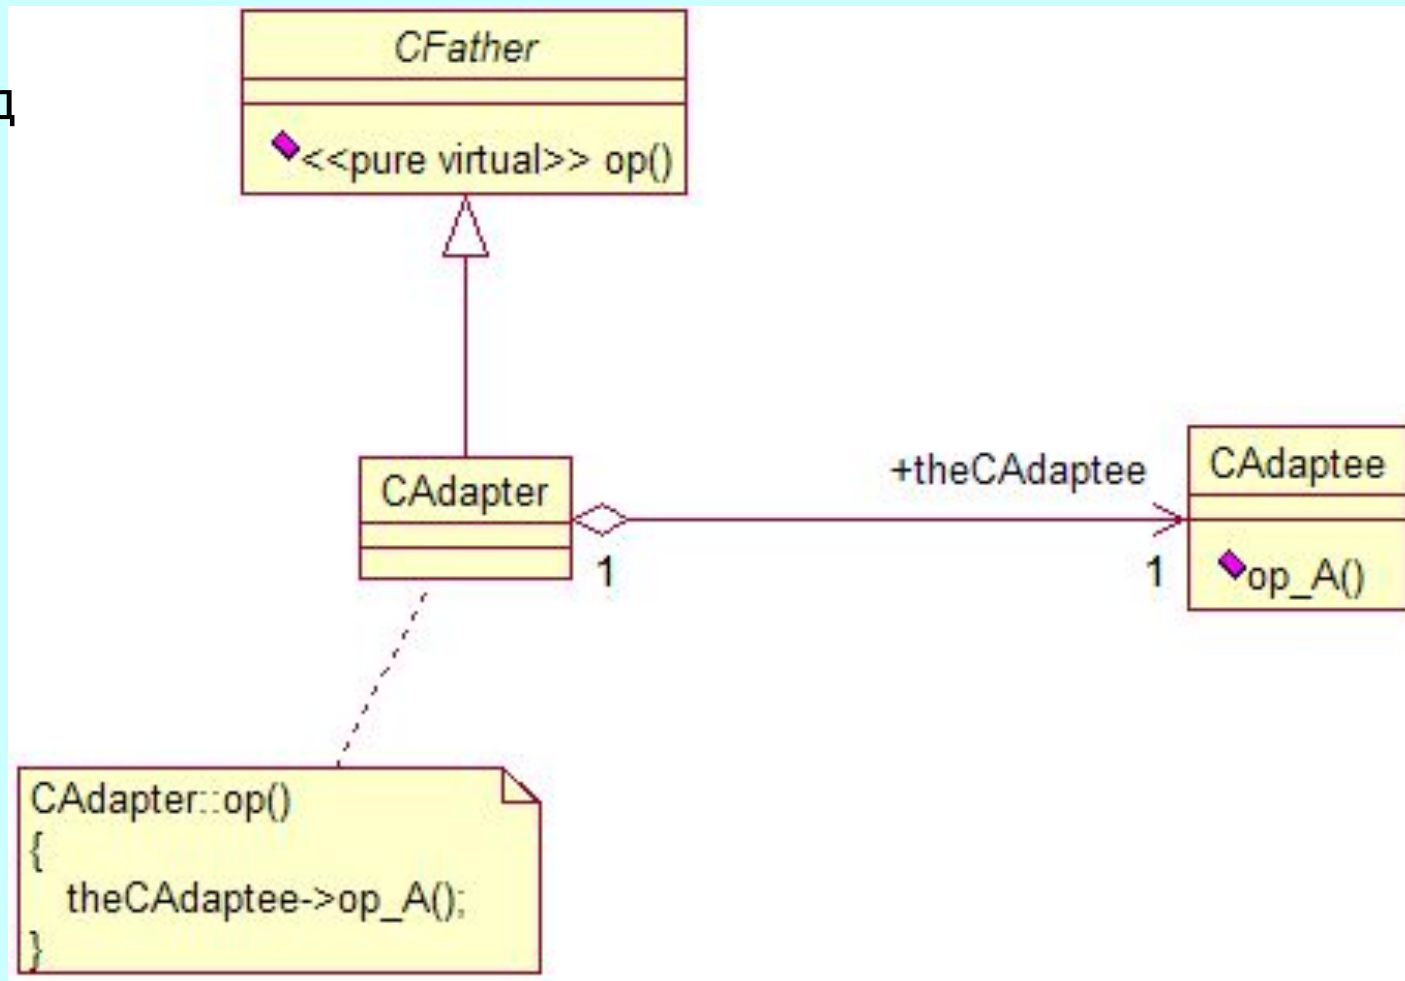 CFather
д
<<pure virtual>> op()
CAdapter
+theCAdaptee
CAdaptee
1
1
op_A()
CAdapter::op()
{
theCAdaptee->op_A();
}